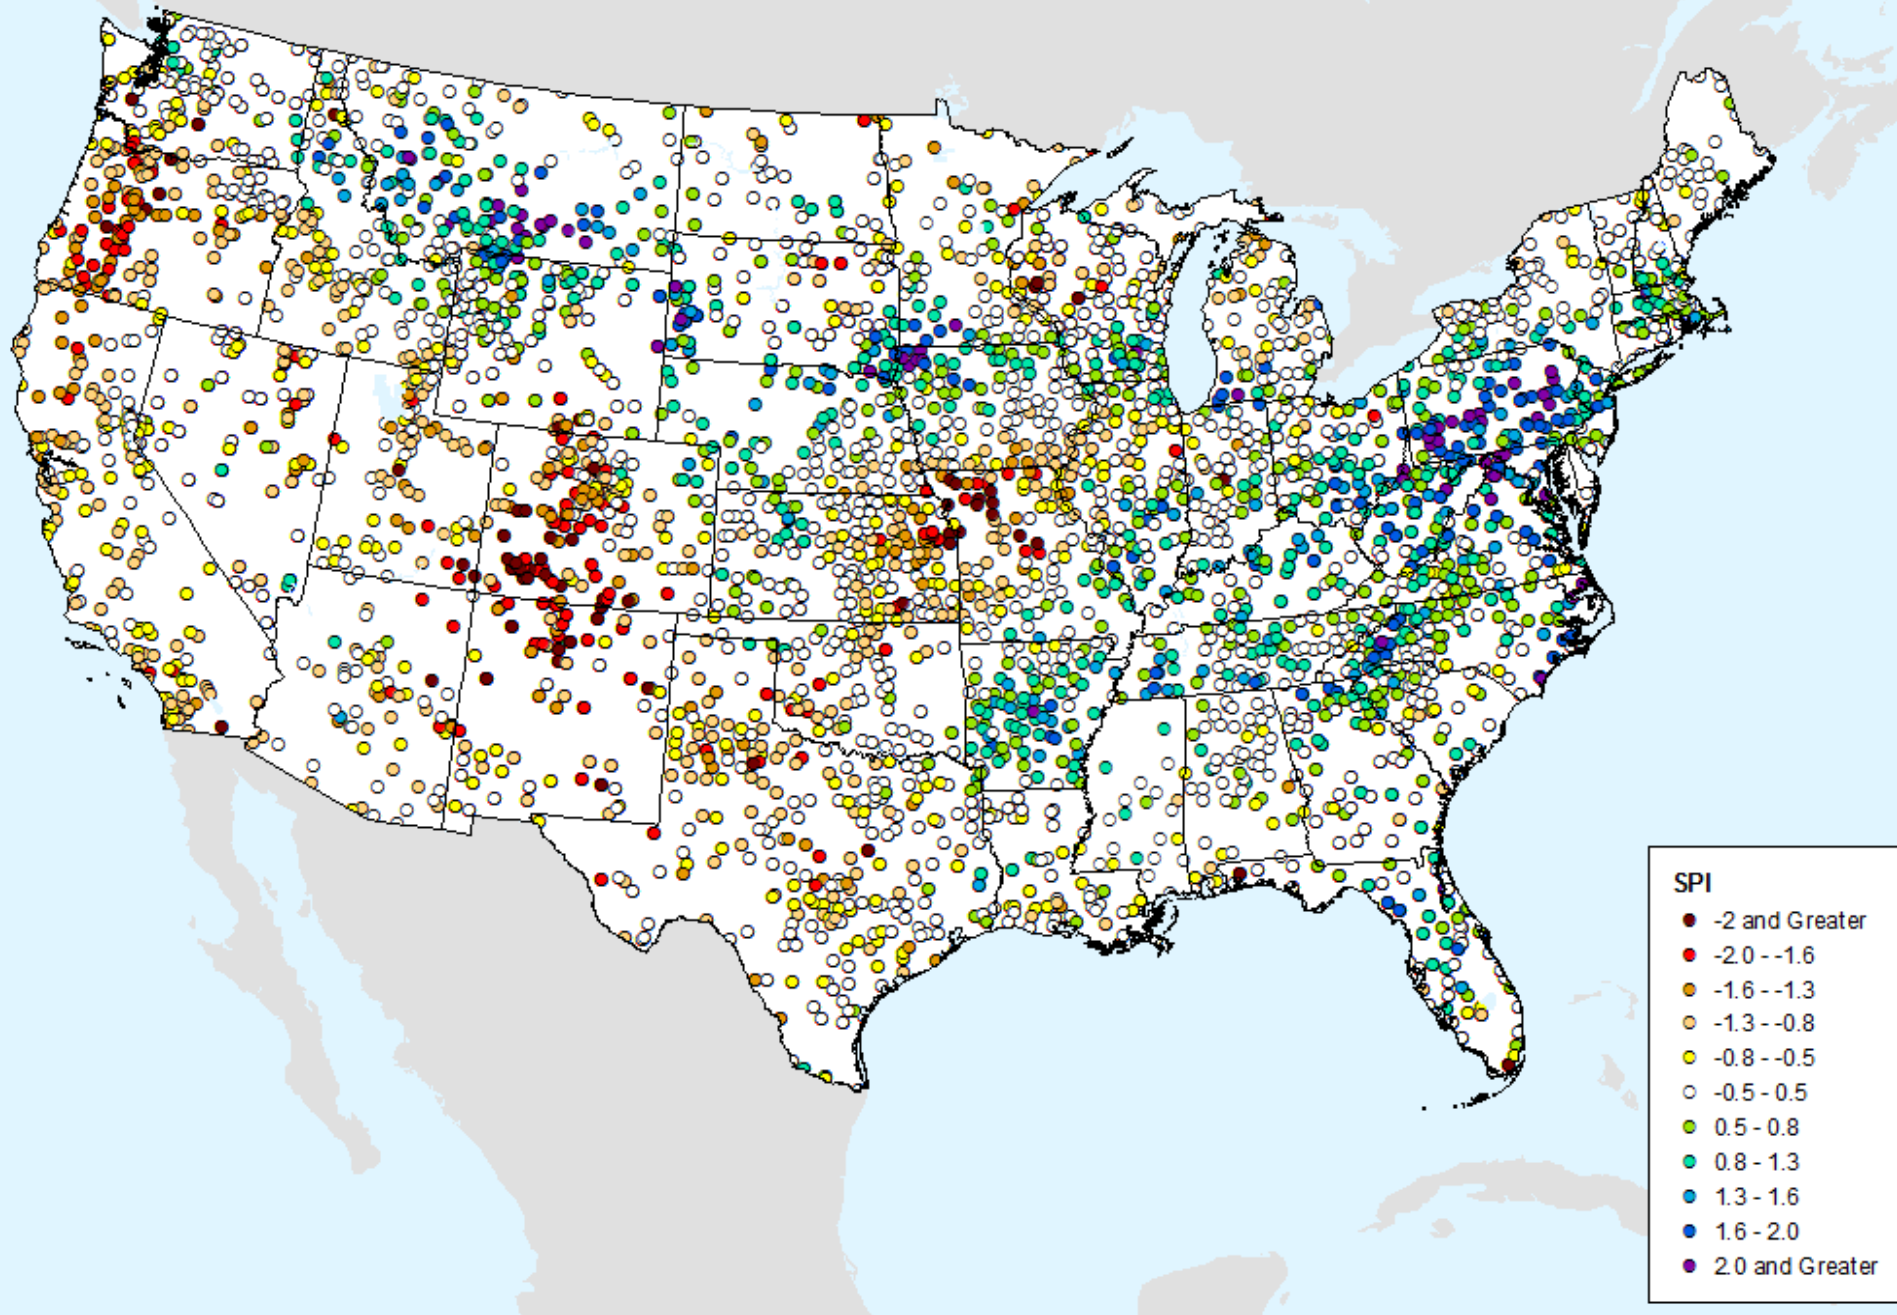 SPI
-2 and Greater
-2.0 - -1.6
-1.6 - -1.3
-1.3 - -0.8
-0.8 - -0.5
-0.5 - 0.5
0.5 - 0.8
0.8 - 1.3
1.3 - 1.6
1.6 - 2.0
2.0 and Greater